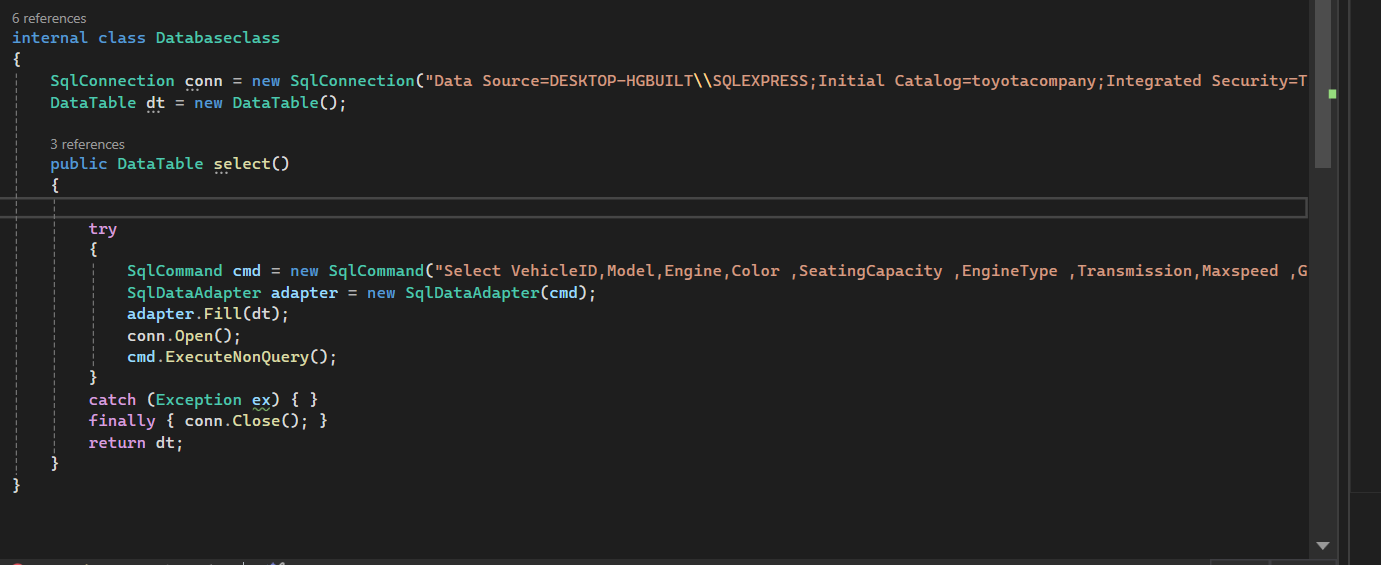 6 references
internal class Databaseclass
{
SqlConnection conn = new SqlConnection("Data Source=DESKTOP-HGBUILT\\SQLEXPRESS;Initial Catalog=toyotacompany;Integrated Security=T
DataTable dt = new DataTable();
3 references
public DataTable select()
{
try
{
SqlCommand cmd = new SqlCommand("Select VehicleID,Model,Engine,Color ,SeatingCapacity ,EngineType ,Transmission,Maxspeed ,G
SqlDataAdapter adapter = new SqlDataAdapter(cmd);
adapter.Fill(dt);
conn.Open();
cmd.ExecuteNonQuery();
}
catch (Exception ex) { }
finally { conn.Close(); }
return dt;
}
}